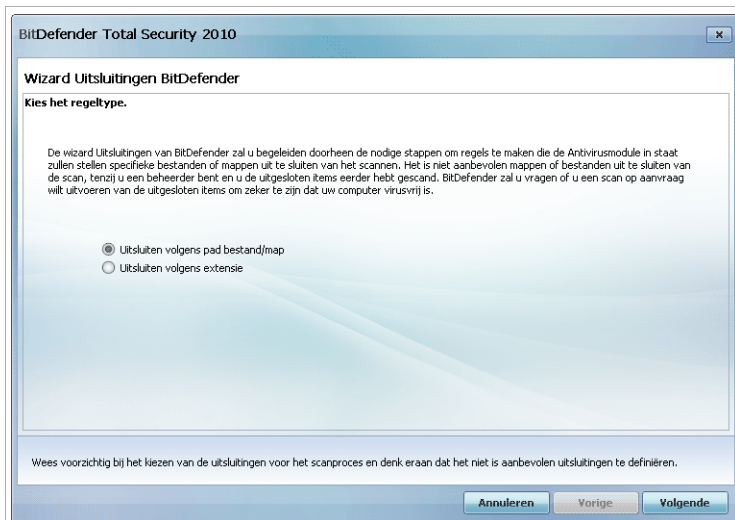 BitDefender Total Security 2010
Wizard Uitsluitingen BitDefender
Kies het regeltype.
De wizard Uitsluitingen van BitDefender zal u begeleiden doorheen de nodige stappen om regels te maken die de Antivirusmodule in staat
zullen stellen specifieke bestanden of mappen uit te sluiten van het scannen. Het is niet aanbevolen mappen of bestanden uit te sluiten van
de scan, tenzij u een beheerder bent en u de uitgesloten items eerder hebt gescand. BitDefender zal u vragen of u een scan op aanvraag
wilt uitvoeren van de uitgesloten items om zeker te zijn dat uw computer virusvrij is.
Uitsluiten volgens pad bestand/map
Uitsluiten volgens extensie
Wees voorzichtig bij het kiezen van de uitsluitingen voor het scanproces en denk eraan dat het niet is aanbevolen uitsluitingen te definiëren.
Annuleren Vorige Volgende